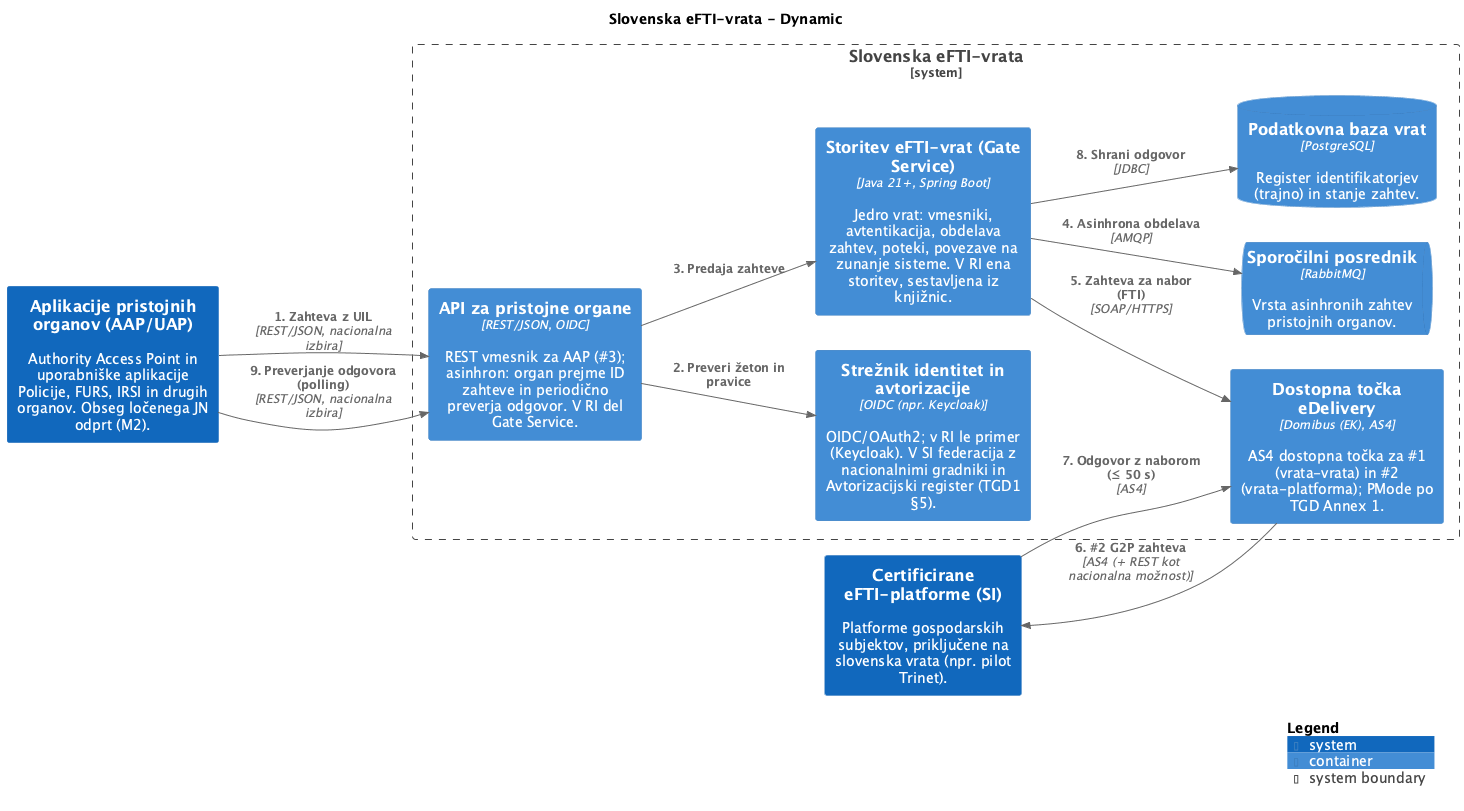 Slovenska eFTI-vrata - Dynamic
Slovenska eFTI-vrata
[system]
Aplikacije pristojnih
organov (AAP/UAP)
Authority Access Point in
uporabniške aplikacije
Policije, FURS, IRSI in drugih
organov. Obseg ločenega JN
odprt (M2).
1. Zahteva z UIL
[REST/JSON, nacionalna
izbira]
9. Preverjanje odgovora
(polling)
[REST/JSON, nacionalna
izbira]
API za pristojne organe
[REST/JSON, OIDC]
REST vmesnik za AAP (#3);
asinhron: organ prejme ID
zahteve in periodično
preverja odgovor. V RI del
Gate Service.
3. Predaja zahteve
2. Preveri žeton in
pravice
Storitev eFTI-vrat (Gate
Service)
[Java 21+, Spring Boot]
Jedro vrat: vmesniki,
avtentikacija, obdelava
zahtev, poteki, povezave na
zunanje sisteme. V RI ena
storitev, sestavljena iz
knjižnic.
Strežnik identitet in
avtorizacije
[OIDC (npr. Keycloak)]
OIDC/OAuth2; v RI le primer
(Keycloak). V SI federacija z
nacionalnimi gradniki in
Avtorizacijski register (TGD1
§5).
8. Shrani odgovor
[JDBC]
4. Asinhrona obdelava
[AMQP]
5. Zahteva za nabor
(FTI)
[SOAP/HTTPS]
7. Odgovor z naborom
(≤ 50 s)
[AS4]
6. #2 G2P zahteva
[AS4 (+ REST kot
nacionalna možnost)]
Podatkovna baza vrat
[PostgreSQL]
Register identifikatorjev
(trajno) in stanje zahtev.
Sporočilni posrednik
[RabbitMQ]
Vrsta asinhronih zahtev
pristojnih organov.
Dostopna točka
eDelivery
[Domibus (EK), AS4]
AS4 dostopna točka za #1
(vrata-vrata) in #2
(vrata-platforma); PMode po
TGD Annex 1.
Certificirane
eFTI-platforme (SI)
Platforme gospodarskih
subjektov, priključene na
slovenska vrata (npr. pilot
Trinet).
Legend
system
container
system boundary